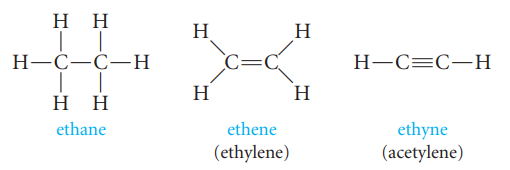 H H
H–C–C–H
H H
ethane
H H
C=C
H H
ethene
(ethylene)
H–C≡C–H
ethyne
(acetylene)